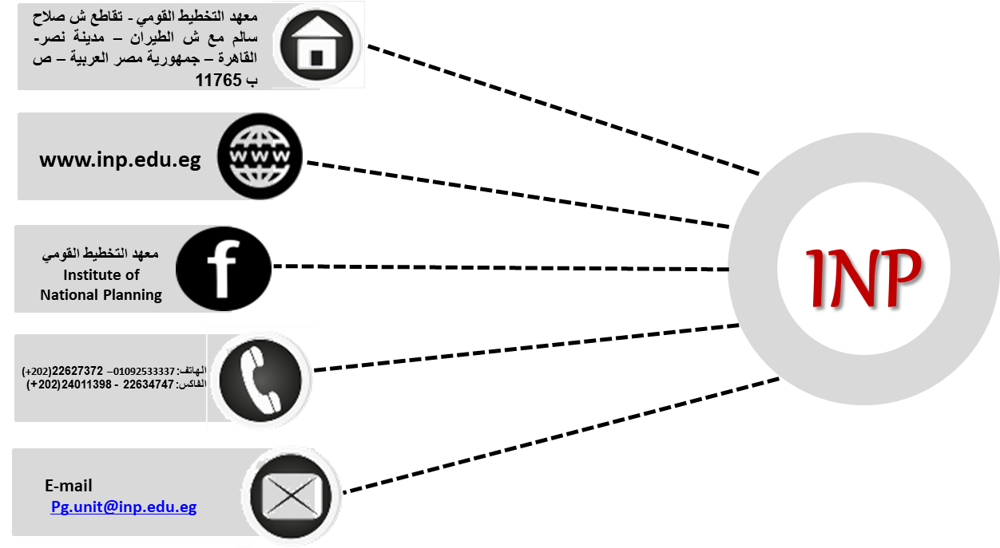 معهد التخطيط القومي - تقاطع ش صلاح
سالم مع ش الطيران – مدينة نصر-
القاهرة – جمهورية مصر العربية – ص
ب 11765
www.inp.edu.eg
WWW
معهد التخطيط القومي
Institute of
National Planning
الهاتف: 01092533337– 22627372(202+)
الفاكس: 22634747 - 24011398(202+)
E-mail
Pg.unit@inp.edu.eg
INP